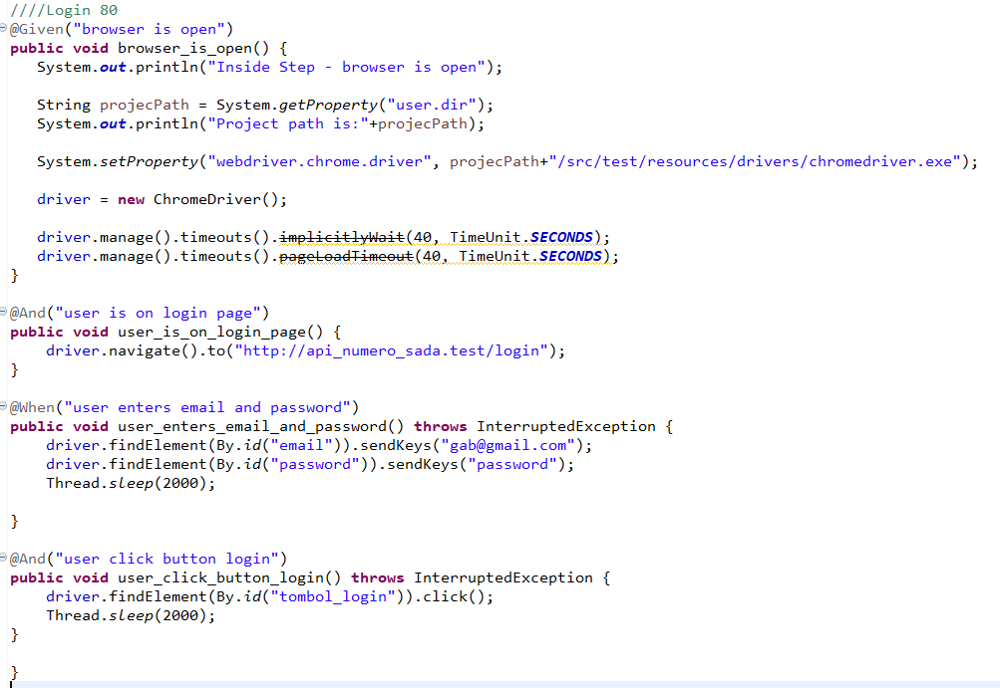 ////Login 80
@Given("browser is open")
public void browser_is_open() {
System.out.println("Inside Step - browser is open");
String projecPath = System.getProperty("user.dir");
System.out.println("Project path is:"+projecPath);
System.setProperty("webdriver.chrome.driver", projecPath+"/src/test/resources/drivers/chromedriver.exe");
driver = new ChromeDriver();
driver.manage().timeouts().implicitlyWait(40, TimeUnit.SECONDS);
driver.manage().timeouts().pageLoadTimeout(40, TimeUnit.SECONDS);
}
@And("user is on login page")
public void user_is_on_login_page() {
driver.navigate().to("http://api_numero_sada.test/login");
}
@When("user enters email and password")
public void user_enters_email_and_password() throws InterruptedException {
driver.findElement(By.id("email")).sendKeys("gab@gmail.com");
driver.findElement(By.id("password")).sendKeys("password");
Thread.sleep(2000);
}
@And("user click button login")
public void user_click_button_login() throws InterruptedException {
driver.findElement(By.id("tombol_login")).click();
Thread.sleep(2000);
}
}